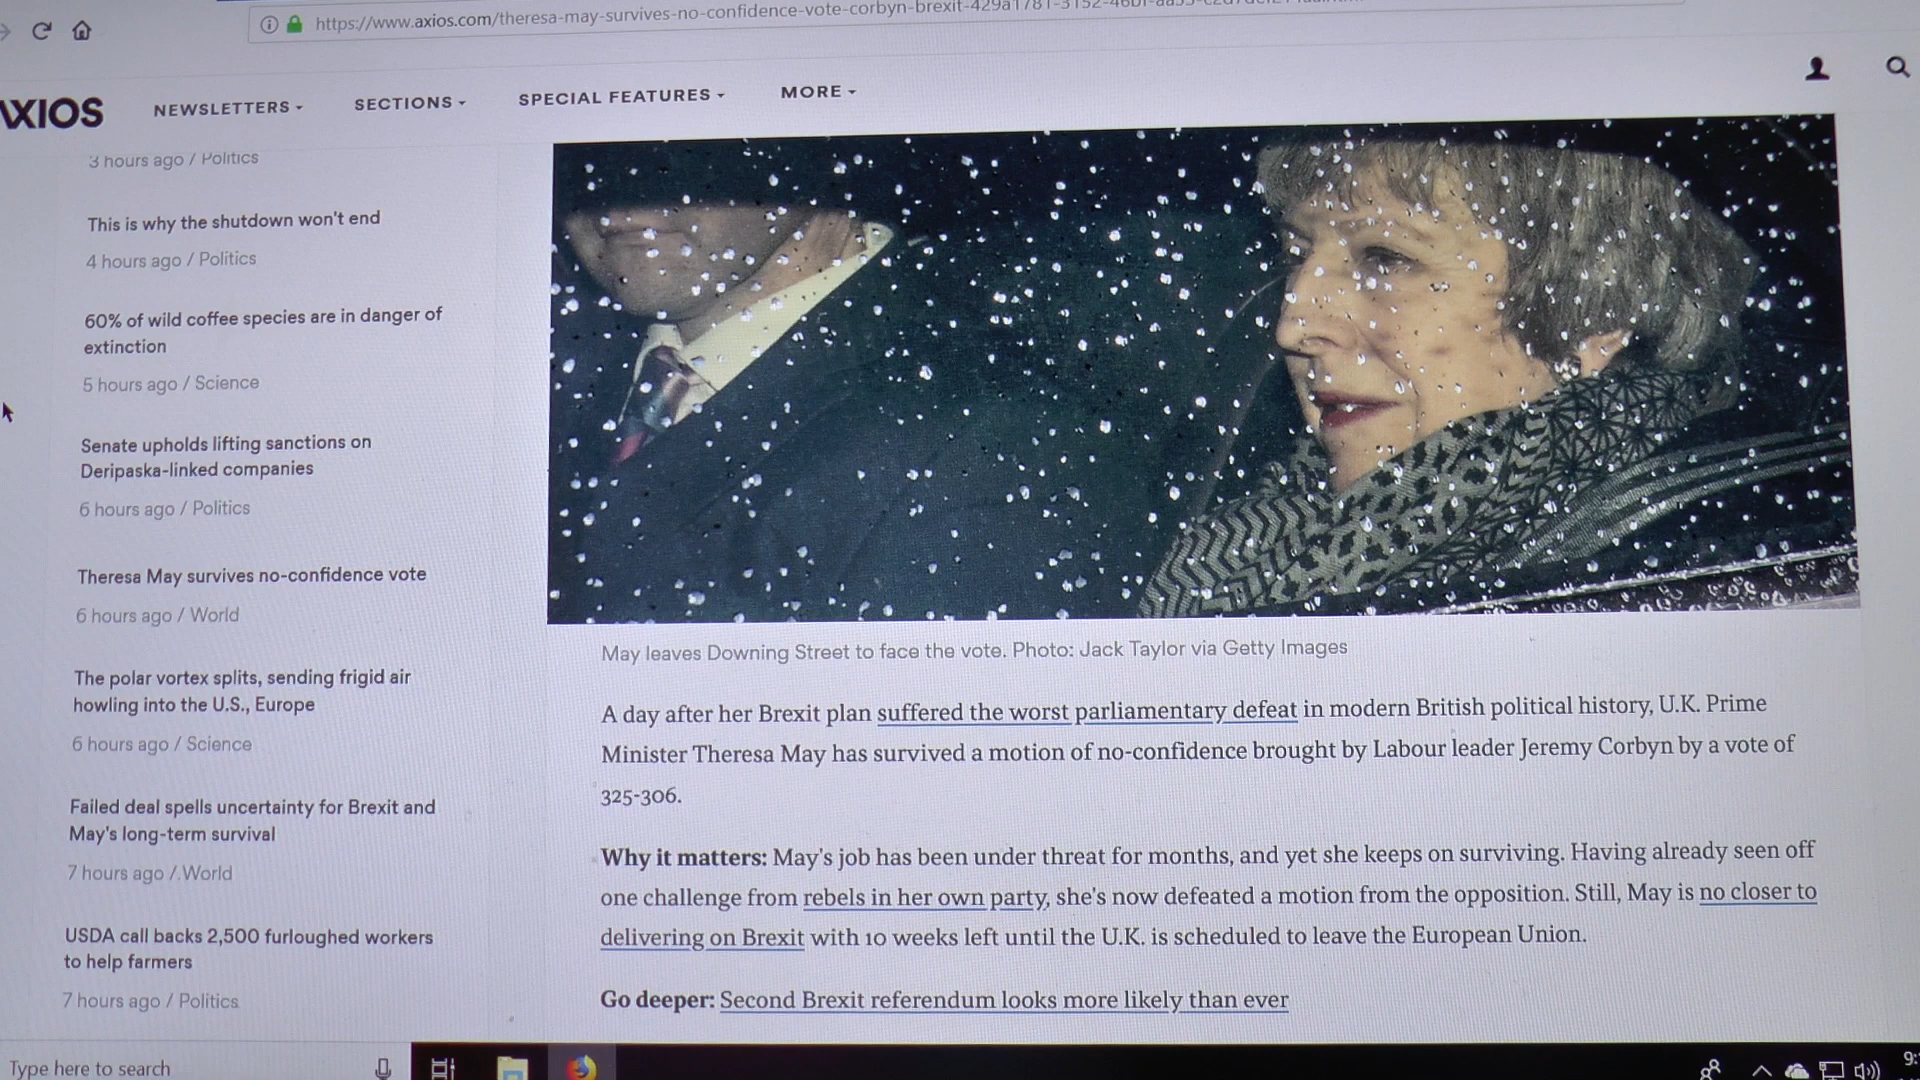 https://www.axios.com/theresa-may-survives-no-confidence-vote-corbyn-brexit-
AXIOS
NEWSLETTERS
SECTIONS
SPECIAL FEATURES
MORE
3 hours ago / Politics
This is why the shutdown won't end
4 hours ago / Politics
60% of wild coffee species are in danger of
extinction
5 hours ago / Science
Senate upholds lifting sanctions on
Deripaska-linked companies
6 hours ago / Politics
Theresa May survives no-confidence vote
6 hours ago / World
The polar vortex splits, sending frigid air
howling into the U.S., Europe
6 hours ago / Science
Failed deal spells uncertainty for Brexit and
May's long-term survival
7 hours ago / World
USDA call backs 2,500 furloughed workers
to help farmers
7 hours ago / Politics
May leaves Downing Street to face the vote. Photo: Jack Taylor via Getty Images
A day after her Brexit plan suffered the worst parliamentary defeat in modern British political history, U.K. Prime
Minister Theresa May has survived a motion of no-confidence brought by Labour leader Jeremy Corbyn by a vote of
325-306.
Why it matters: May's job has been under threat for months, and yet she keeps on surviving. Having already seen off
one challenge from rebels in her own party, she's now defeated a motion from the opposition. Still, May is no closer to
delivering on Brexit with 10 weeks left until the U.K. is scheduled to leave the European Union.
Go deeper: Second Brexit referendum looks more likely than ever
Type here to search
9: